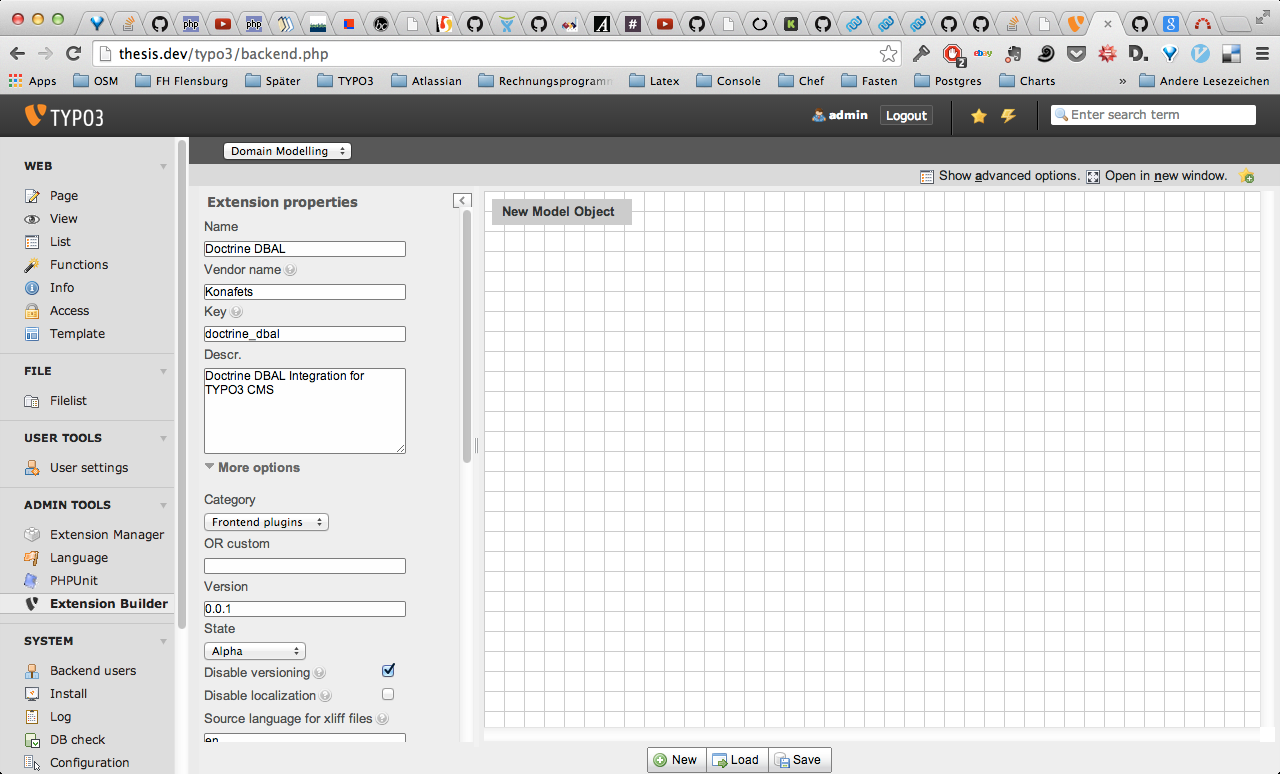 thesis.dev/typo3/backend.php
2
Apps OSM FH Flensburg Später TYPO3 Atlassian Rechnungsprogramm Latex Console Chef Fasten Postgres Charts » Andere Lesezeichen
TYPO3 admin Logout Enter search term
Domain Modelling
Show advanced options. Open in new window.
WEB
Page
View
List
Functions
Info
Access
Template
FILE
Filelist
USER TOOLS
User settings
ADMIN TOOLS
Extension Manager
Language
PHPUnit
Extension Builder
SYSTEM
Backend users
Install
Log
DB check
Configuration
Extension properties
Name
Doctrine DBAL
Vendor name
Konafets
Key
doctrine_dbal
Descr.
Doctrine DBAL Integration for
TYPO3 CMS
More options
Category
Frontend plugins
OR custom
Version
0.0.1
State
Alpha
Disable versioning
Disable localization
Source language for xliff files
en
New Model Object
New Load Save